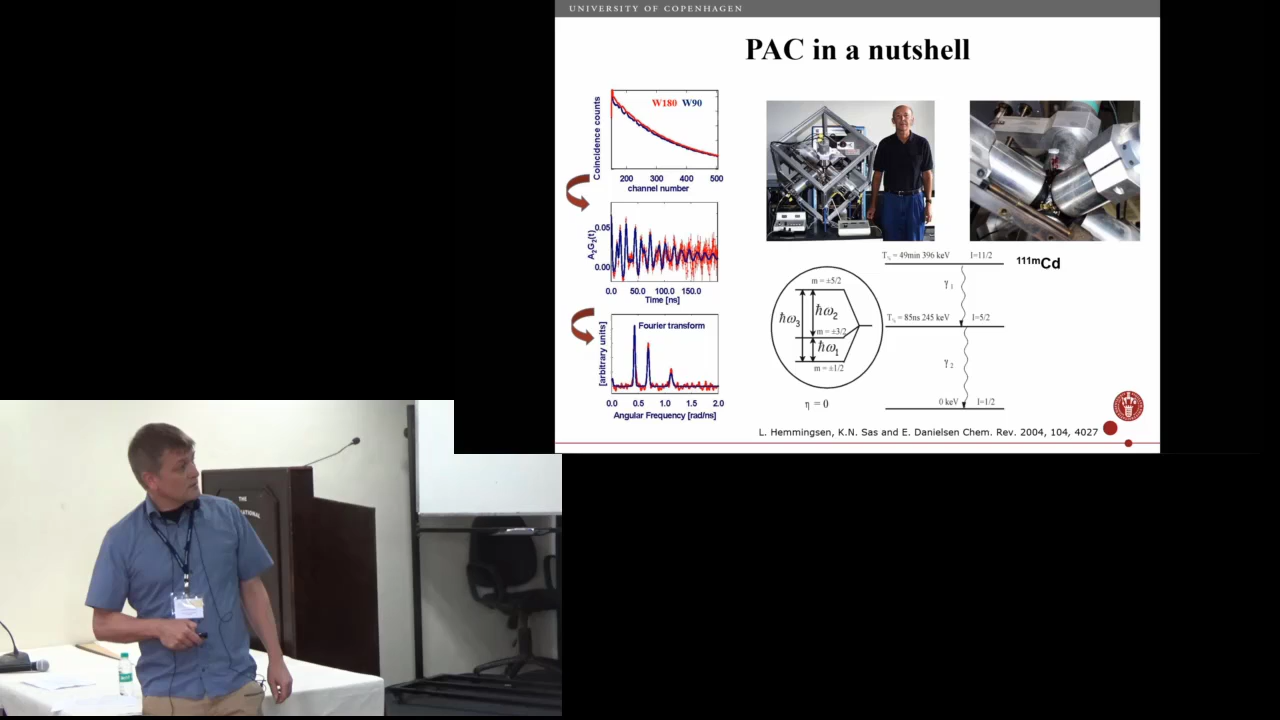 UNIVERSITY OF COPENHAGEN
PAC in a nutshell
W180 W90
Coincidence counts
200 300 400 500
channel number
A₂G₂(t)
0.05
0.00
0.0 50.0 100.0 150.0
Time [ns]
Fourier transform
[arbitrary units]
0.0 0.5 1.0 1.5 2.0
Angular Frequency [rad/ns]
T½ = 49min 396 keV I=11/2
¹¹¹ᵐCd
γ₁
T½ = 85ns 245 keV I=5/2
γ₂
0 keV I=1/2
m = ±5/2
ħω₃
ħω₂
m = ±3/2
ħω₁
m = ±1/2
η = 0
L. Hemmingsen, K.N. Sas and E. Danielsen Chem. Rev. 2004, 104, 4027
THE